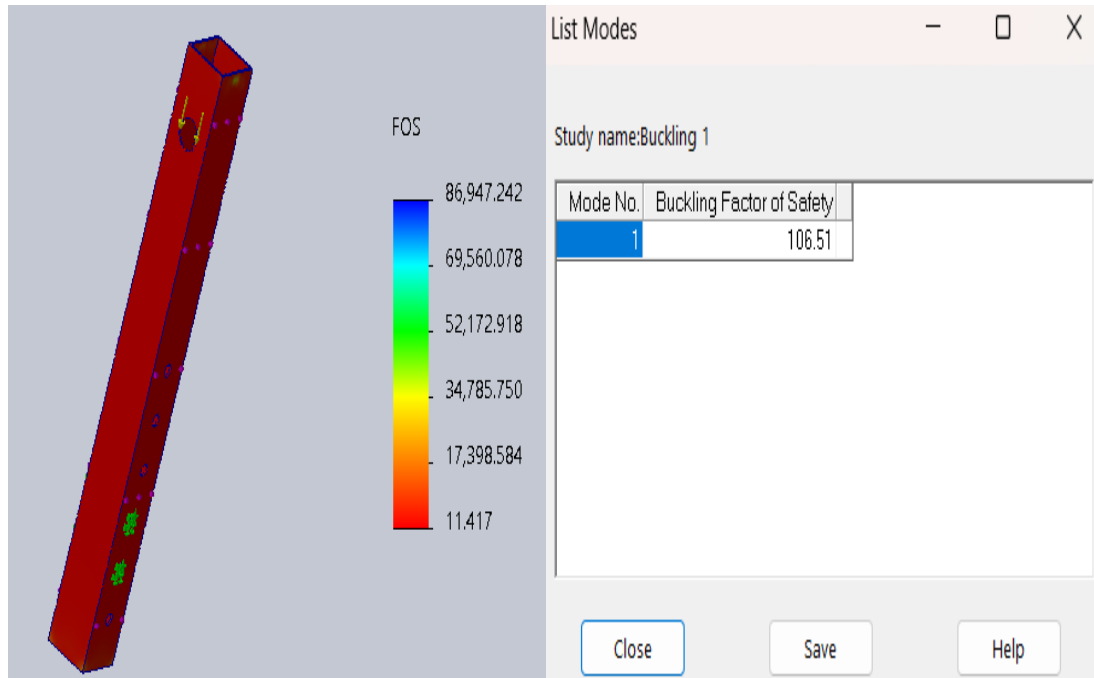 FOS
86,947.242
69,560.078
52,172.918
34,785.750
17,398.584
11.417
List Modes
Study name:Buckling 1
Mode No. Buckling Factor of Safety
1 106.51
Close Save Help